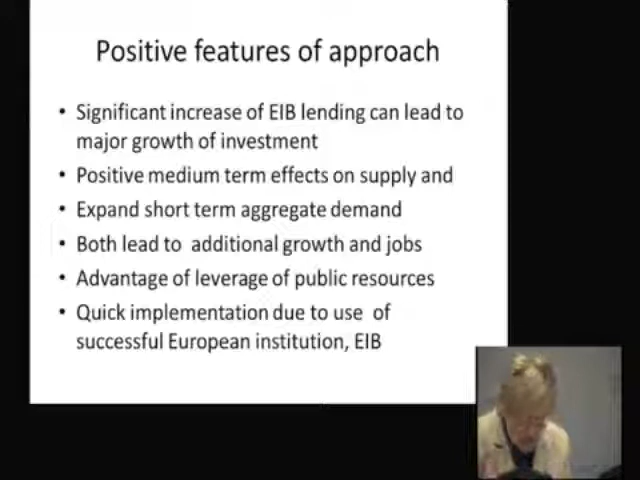 Positive features of approach
• Significant increase of EIB lending can lead to
major growth of investment
• Positive medium term effects on supply and
• Expand short term aggregate demand
• Both lead to additional growth and jobs
• Advantage of leverage of public resources
• Quick implementation due to use of
successful European institution, EIB